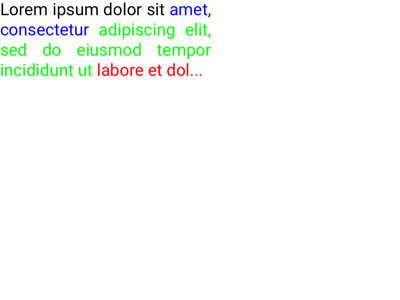 Lorem ipsum dolor sit amet,
consectetur adipiscing elit,
sed do eiusmod tempor
incididunt ut labore et dol...